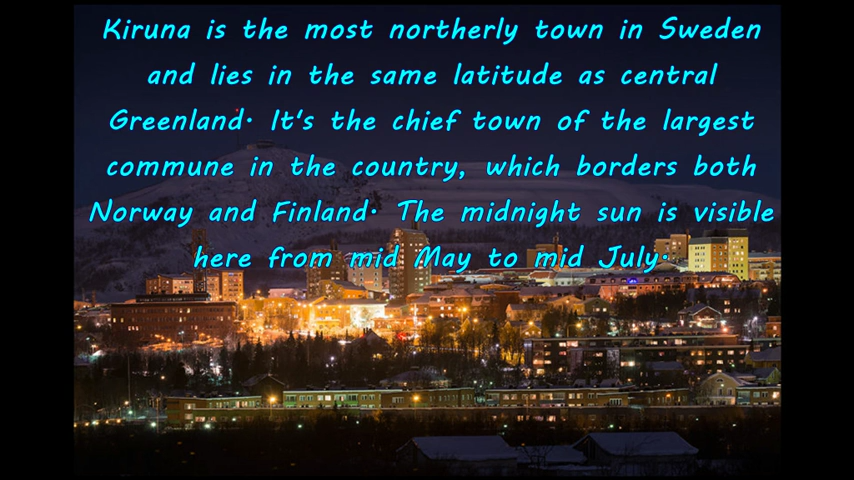 Kiruna is the most northerly town in Sweden
and lies in the same latitude as central
Greenland. It's the chief town of the largest
commune in the country, which borders both
Norway and Finland. The midnight sun is visible
here from mid May to mid July.